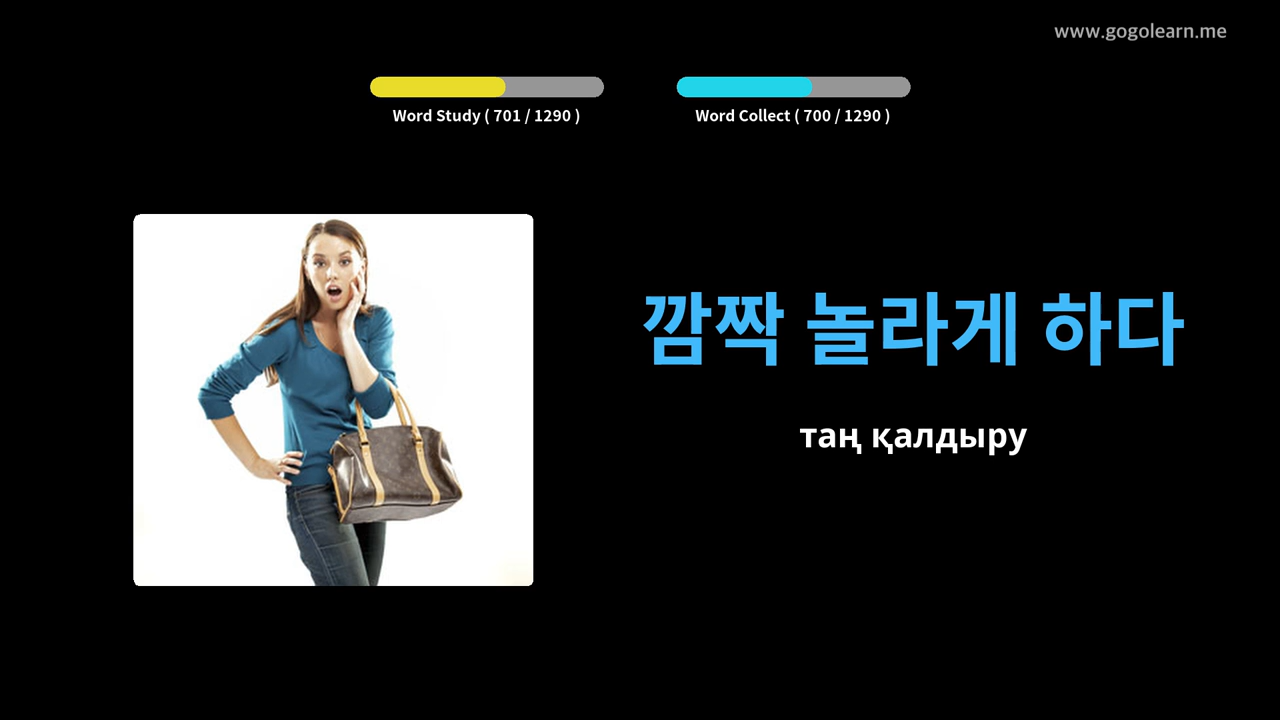 www.gogolearn.me
Word Study ( 701 / 1290 )
Word Collect ( 700 / 1290 )
깜짝 놀라게 하다
таң қалдыру